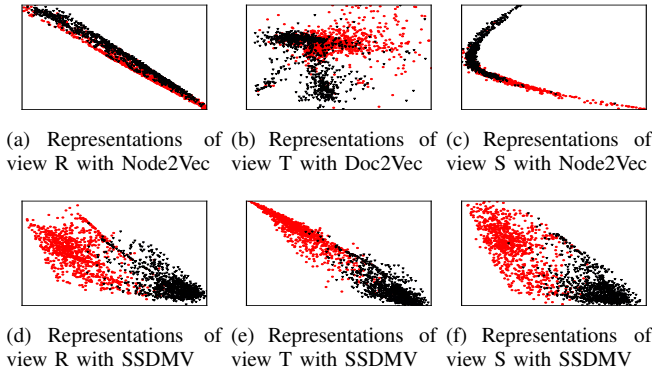 (a) Representations of view R with Node2Vec
(b) Representations of view T with Doc2Vec
(c) Representations of view S with Node2Vec
(d) Representations of view R with SSDMV
(e) Representations of view T with SSDMV
(f) Representations of view S with SSDMV